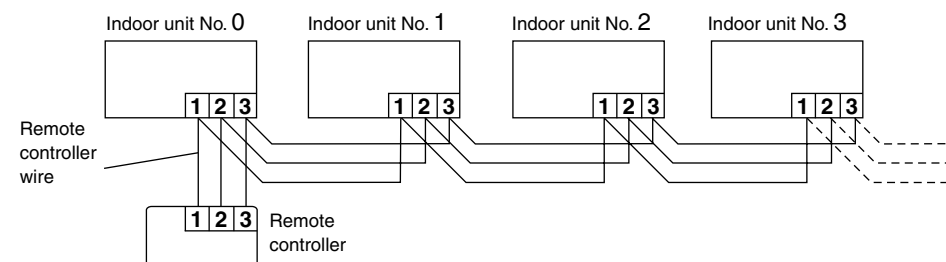 Indoor unit No. 0 Indoor unit No. 1 Indoor unit No. 2 Indoor unit No. 3
1 2 3 1 2 3 1 2 3 1 2 3
Remote
controller
wire
1 2 3
Remote
controller